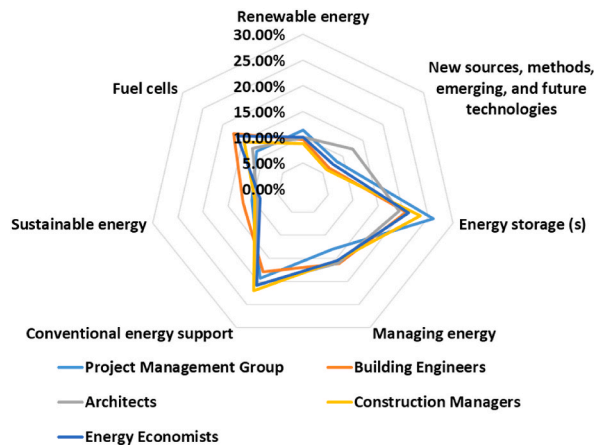 Renewable energy
30.00%
25.00%
20.00%
15.00%
10.00%
5.00%
0.00%
New sources, methods,
emerging, and future
technologies
Fuel cells
Sustainable energy
Energy storage (s)
Conventional energy support
Managing energy
Project Management Group
Building Engineers
Architects
Construction Managers
Energy Economists